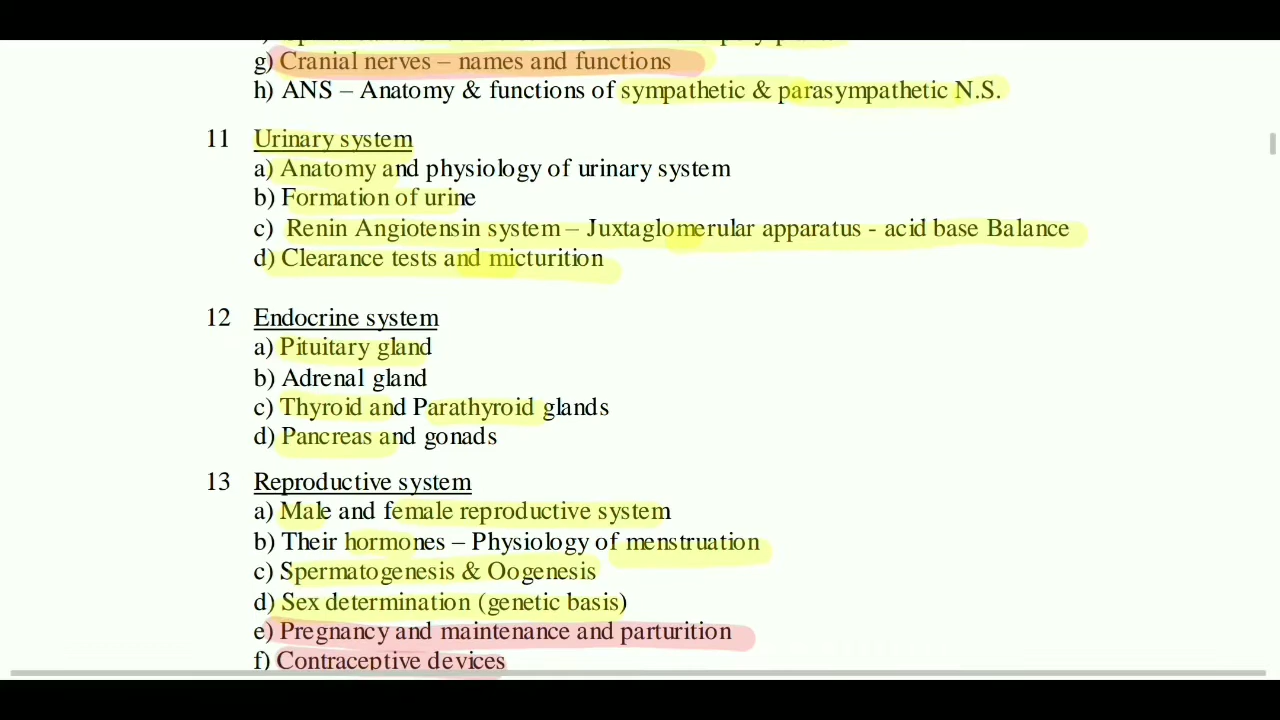 g) Cranial nerves – names and functions
h) ANS – Anatomy & functions of sympathetic & parasympathetic N.S.
11 Urinary system
a) Anatomy and physiology of urinary system
b) Formation of urine
c) Renin Angiotensin system – Juxtaglomerular apparatus - acid base Balance
d) Clearance tests and micturition
12 Endocrine system
a) Pituitary gland
b) Adrenal gland
c) Thyroid and Parathyroid glands
d) Pancreas and gonads
13 Reproductive system
a) Male and female reproductive system
b) Their hormones – Physiology of menstruation
c) Spermatogenesis & Oogenesis
d) Sex determination (genetic basis)
e) Pregnancy and maintenance and parturition
f) Contraceptive devices